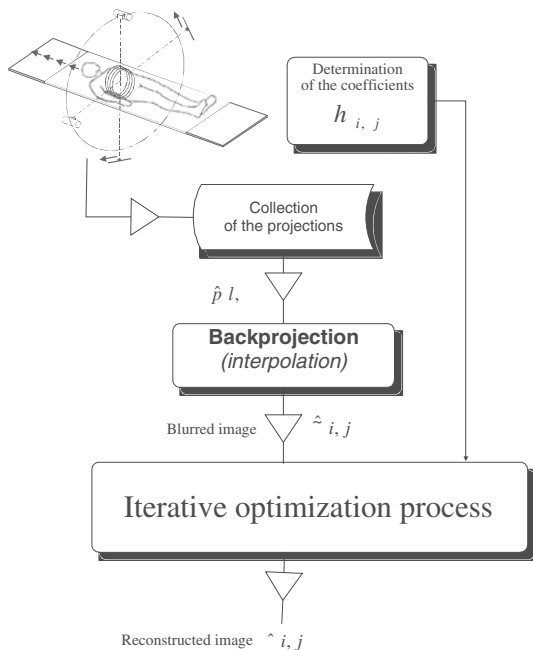 Determination
of the coefficients
h i, j
Collection
of the projections
p̂ l,
Backprojection
(interpolation)
Blurred image ˆ̃ i, j
Iterative optimization process
Reconstructed image ˆ i, j